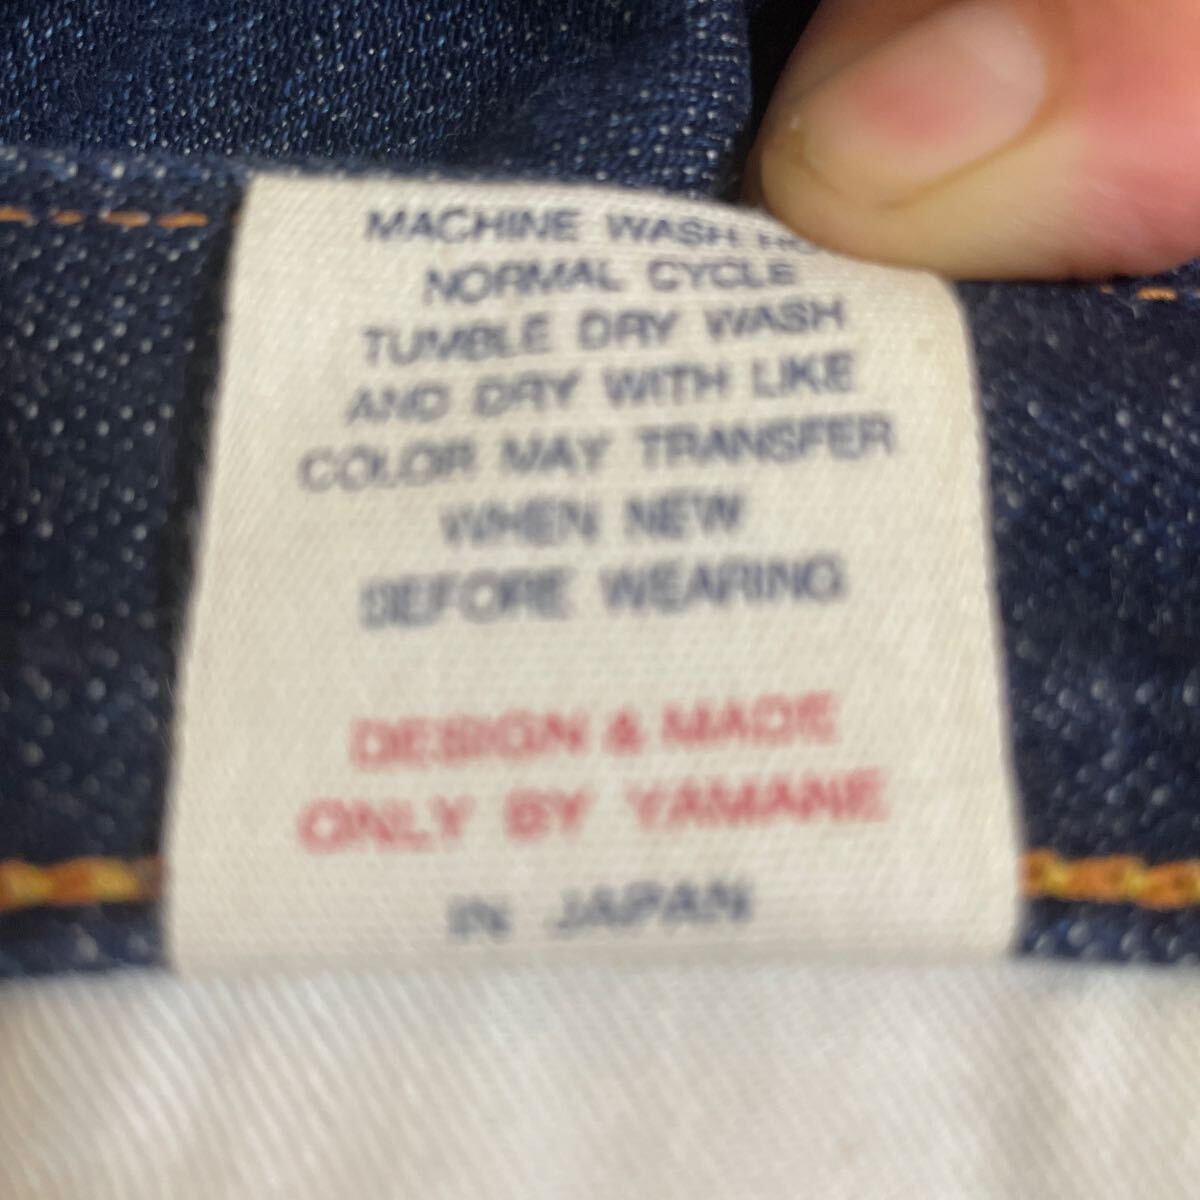 MACHINE WASH
NORMAL CYCLE
TUMBLE DRY WASH
AND DRY WITH LIKE
COLOR MAY TRANSFER
WHEN NEW
BEFORE WEARING
DESIGN & MADE
ONLY BY YAMANE
IN JAPAN